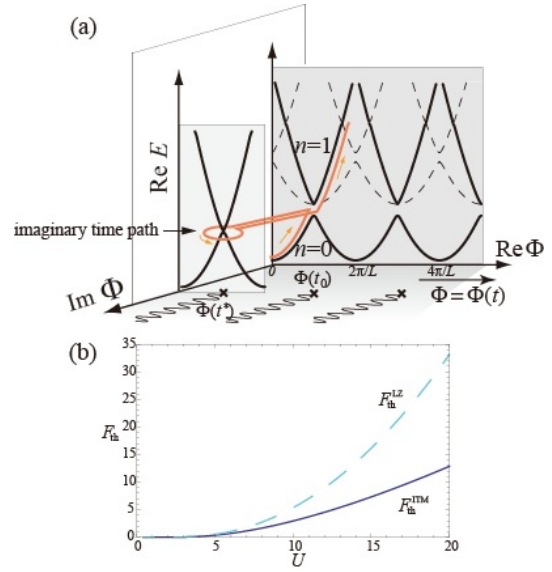 (a)
Re E
n=1
imaginary time path
n=0
Re Φ
0
Φ(t₀)
2π/L
4π/L
Im Φ
Φ(t*)
Φ=Φ(t)
(b)
35
30
25
20
15
10
5
0
F_th
F_th^LZ
F_th^ITM
0
5
10
15
20
U